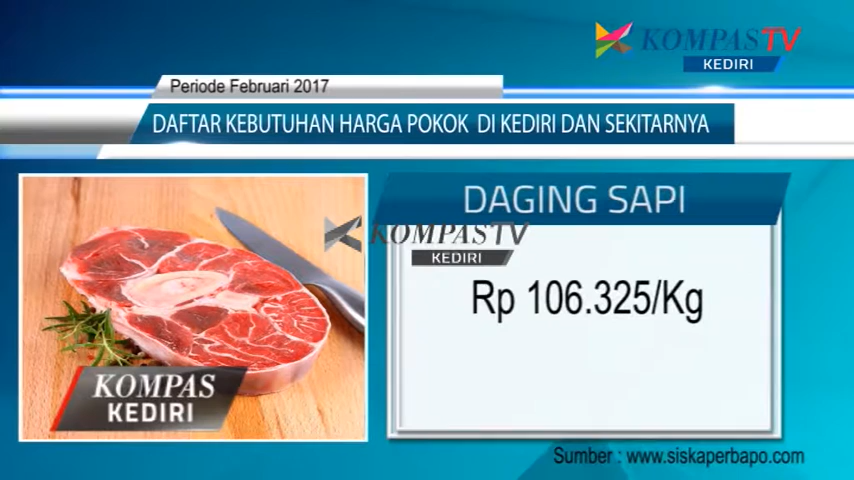 KOMPASTV
KEDIRI
Periode Februari 2017
DAFTAR KEBUTUHAN HARGA POKOK DI KEDIRI DAN SEKITARNYA
DAGING SAPI
KOMPASTV
KEDIRI
Rp 106.325/Kg
KOMPAS
KEDIRI
Sumber : www.siskaperbapo.com